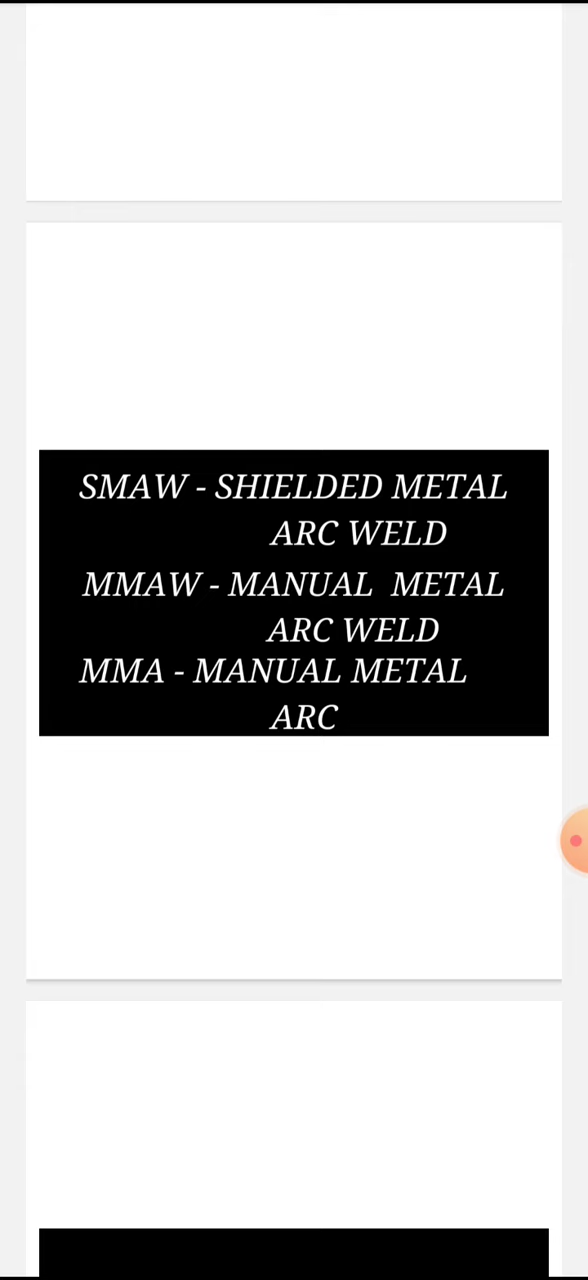 SMAW - SHIELDED METAL
ARC WELD
MMAW - MANUAL METAL
ARC WELD
MMA - MANUAL METAL
ARC